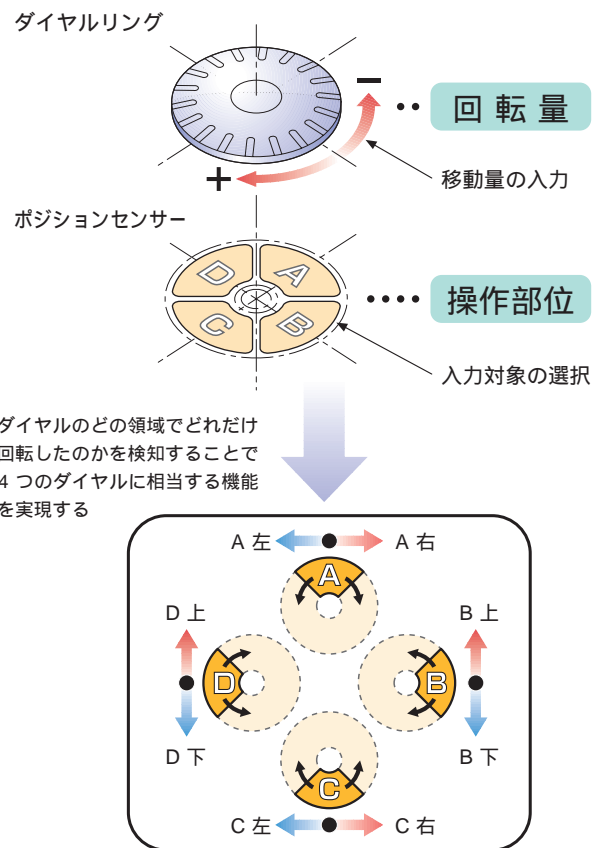 ダイヤルリング
−
‥ 回転量
+
移動量の入力
ポジションセンサー
D A
C B
‥‥ 操作部位
入力対象の選択
ダイヤルのどの領域でどれだけ
回転したのかを検知することで
4 つのダイヤルに相当する機能
を実現する
A 左 A 右
A
D 上 B 上
D B
D 下 B 下
C
C 左 C 右